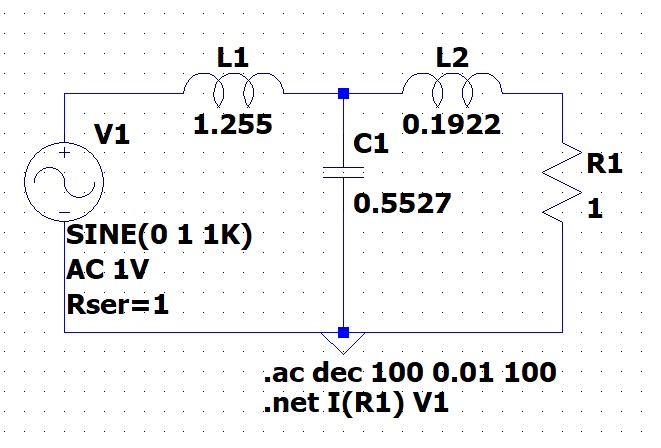 L1
1.255
L2
0.1922
V1
C1
0.5527
R1
1
SINE(0 1 1K)
AC 1V
Rser=1
.ac dec 100 0.01 100
.net I(R1) V1